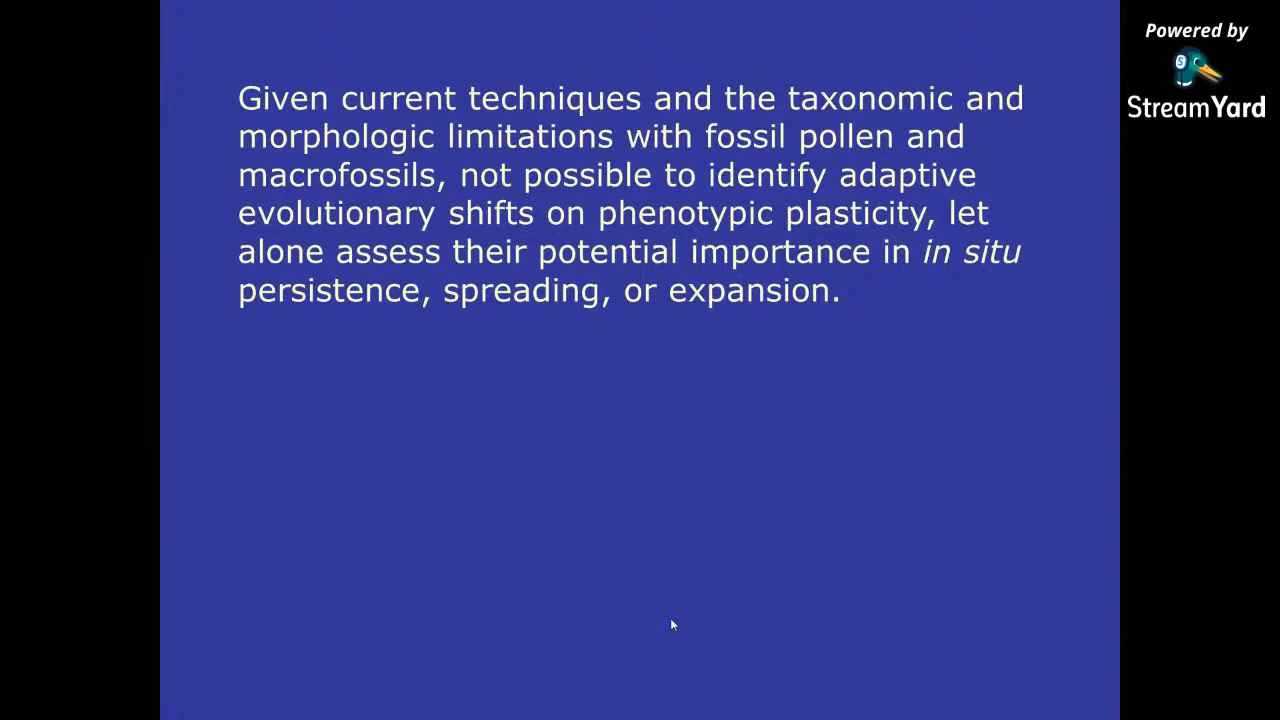 Given current techniques and the taxonomic and
morphologic limitations with fossil pollen and
macrofossils, not possible to identify adaptive
evolutionary shifts on phenotypic plasticity, let
alone assess their potential importance in in situ
persistence, spreading, or expansion.
Powered by
S
StreamYard